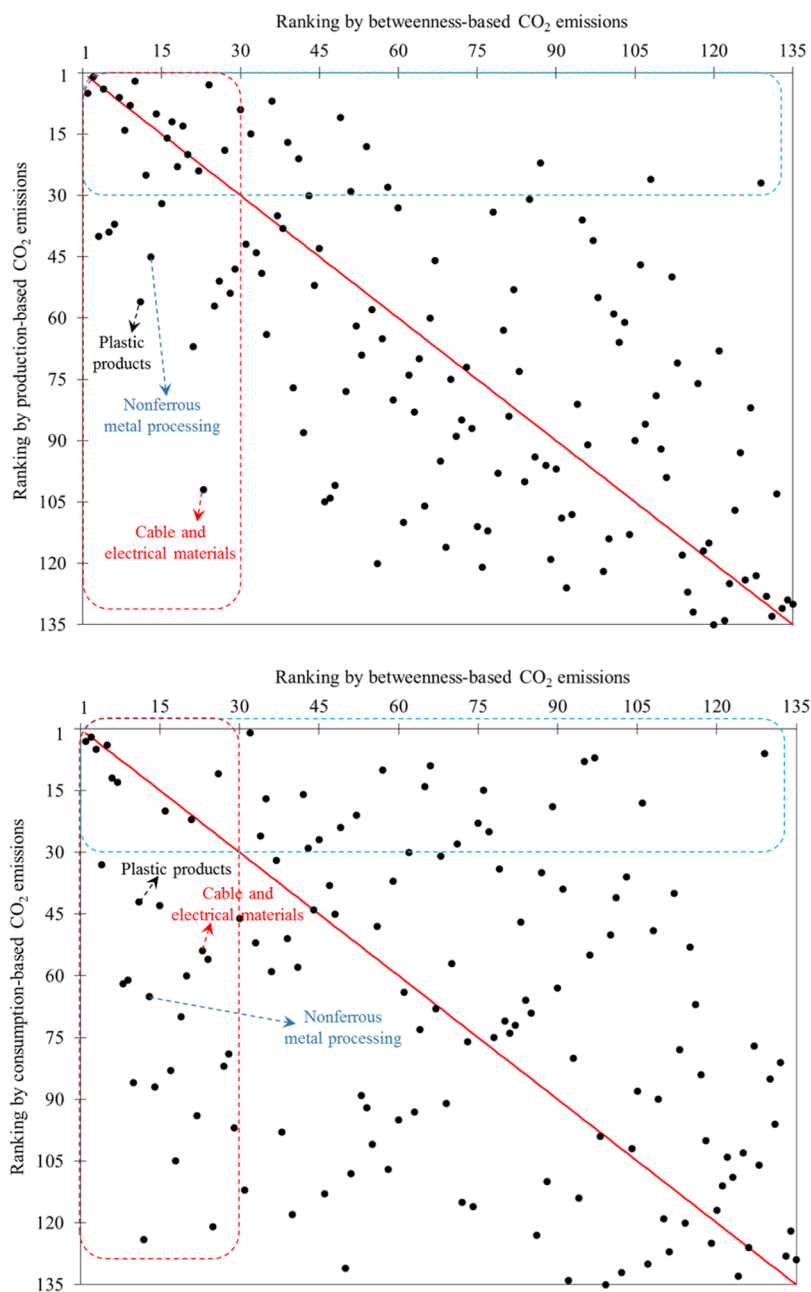 Ranking by betweenness-based CO₂ emissions
1 15 30 45 60 75 90 105 120 135
1
15
30
45
60
75
90
105
120
135
Ranking by production-based CO₂ emissions
Plastic
products
Nonferrous
metal processing
Cable and
electrical materials
Ranking by betweenness-based CO₂ emissions
1 15 30 45 60 75 90 105 120 135
1
15
30
45
60
75
90
105
120
135
Ranking by consumption-based CO₂ emissions
Plastic products
Cable and
electrical materials
Nonferrous
metal processing